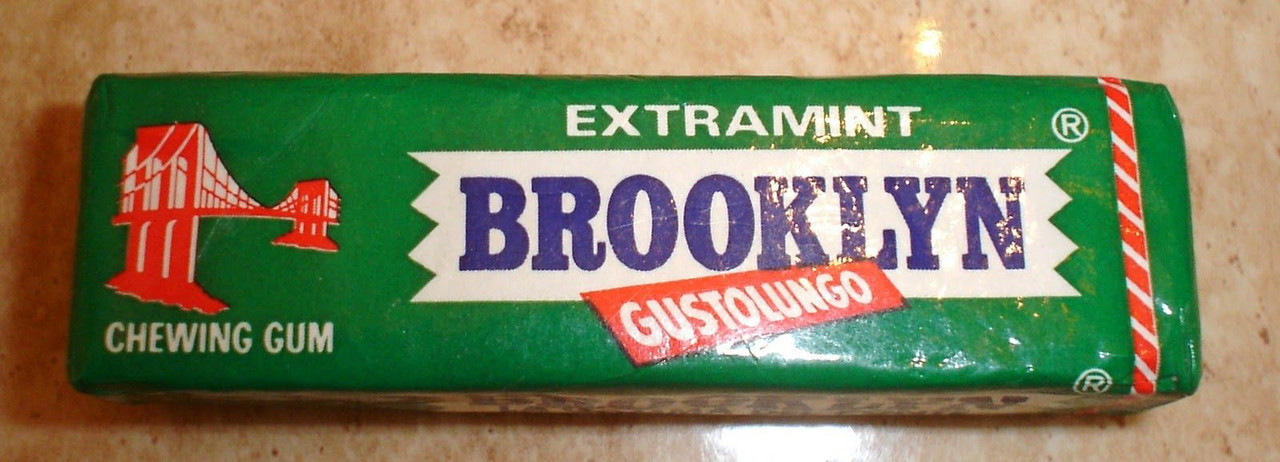 EXTRAMINT ®
BROOKLYN
GUSTOLUNGO
CHEWING GUM
®